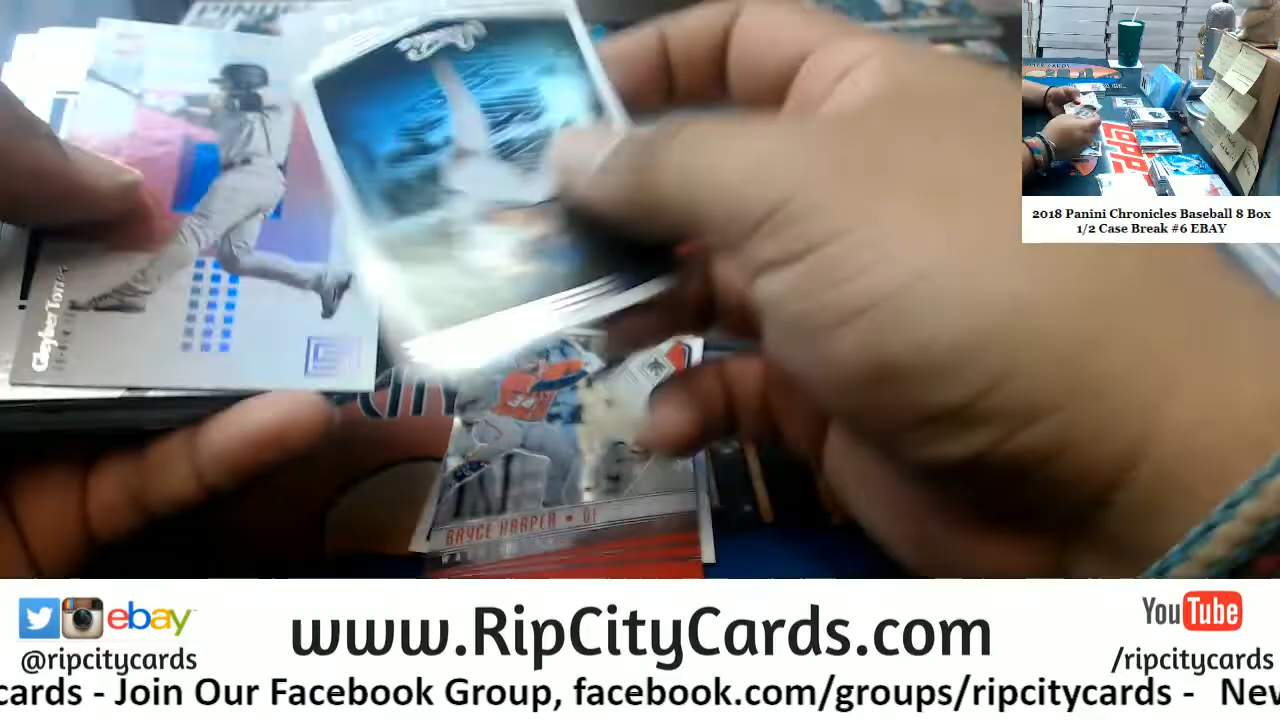 2018 Panini Chronicles Baseball 8 Box
1/2 Case Break #6 EBAY
Gleyber Torres
34
BRYCE HARPER • OF
ebay
www.RipCityCards.com
YouTube
@ripcitycards
/ripcitycards
cards - Join Our Facebook Group, facebook.com/groups/ripcitycards - New